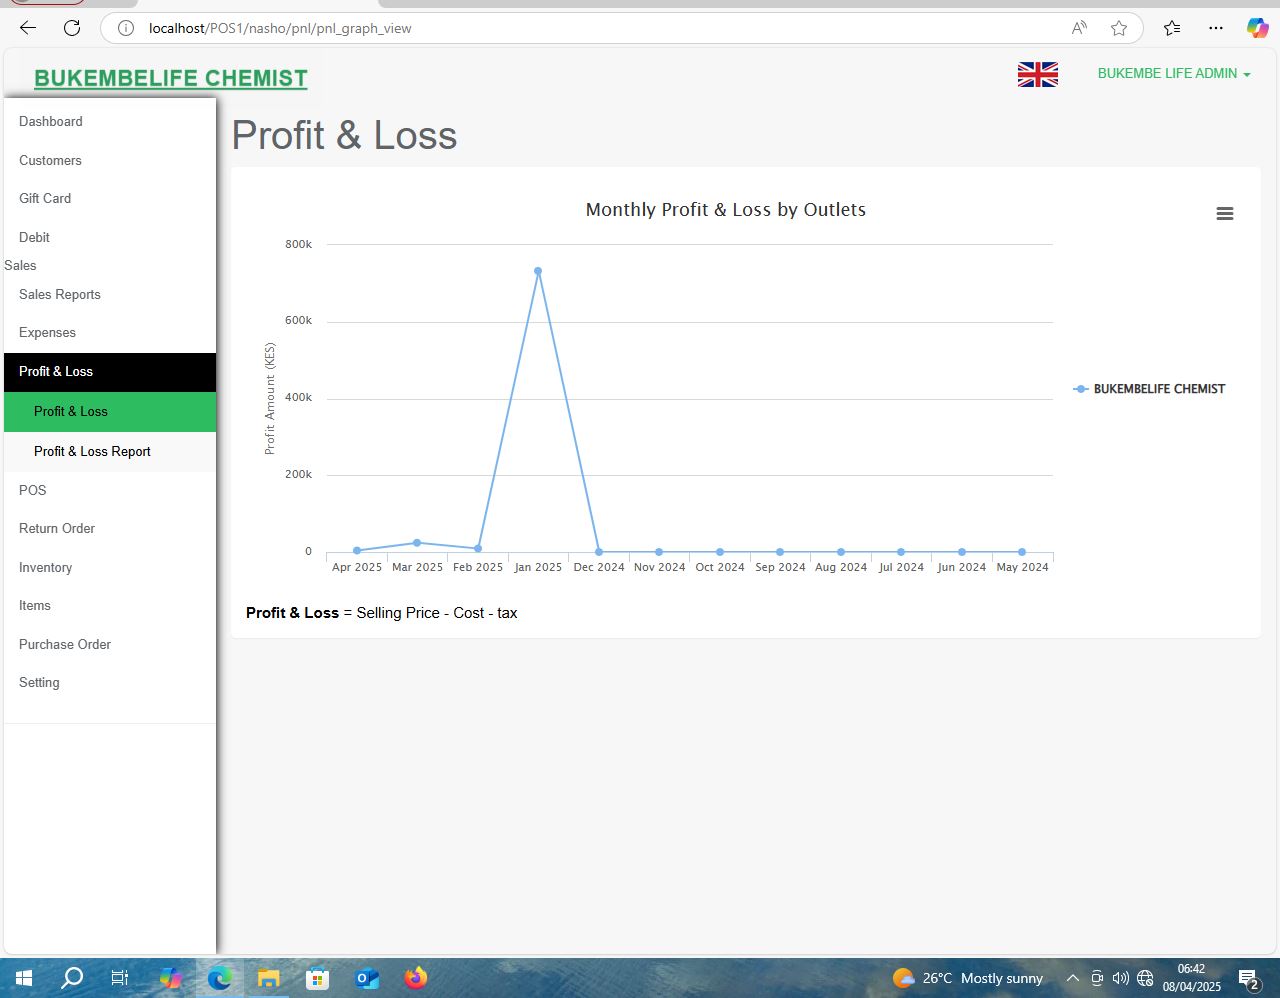 localhost/POS1/nasho/pnl/pnl_graph_view
BUKEMBELIFE CHEMIST
BUKEMBE LIFE ADMIN
Dashboard
Customers
Gift Card
Debit
Sales
Sales Reports
Expenses
Profit & Loss
Profit & Loss
Profit & Loss Report
POS
Return Order
Inventory
Items
Purchase Order
Setting
Profit & Loss
Monthly Profit & Loss by Outlets
Profit Amount (KES)
800k
600k
400k
200k
0
Apr 2025 Mar 2025 Feb 2025 Jan 2025 Dec 2024 Nov 2024 Oct 2024 Sep 2024 Aug 2024 Jul 2024 Jun 2024 May 2024
BUKEMBELIFE CHEMIST
Profit & Loss = Selling Price - Cost - tax
26°C Mostly sunny
06:42
08/04/2025
2